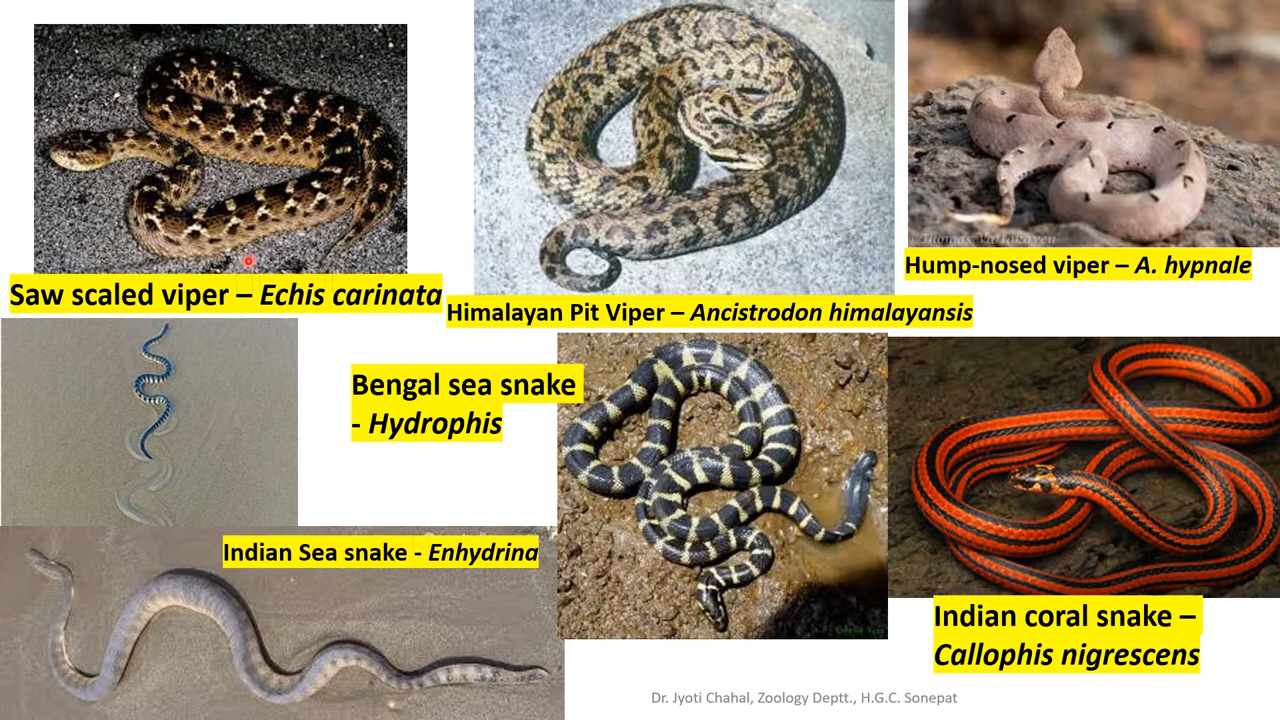 Saw scaled viper – Echis carinata
Himalayan Pit Viper – Ancistrodon himalayansis
Hump-nosed viper – A. hypnale
Bengal sea snake
- Hydrophis
Indian Sea snake - Enhydrina
Indian coral snake –
Callophis nigrescens
Dr. Jyoti Chahal, Zoology Deptt., H.G.C. Sonepat